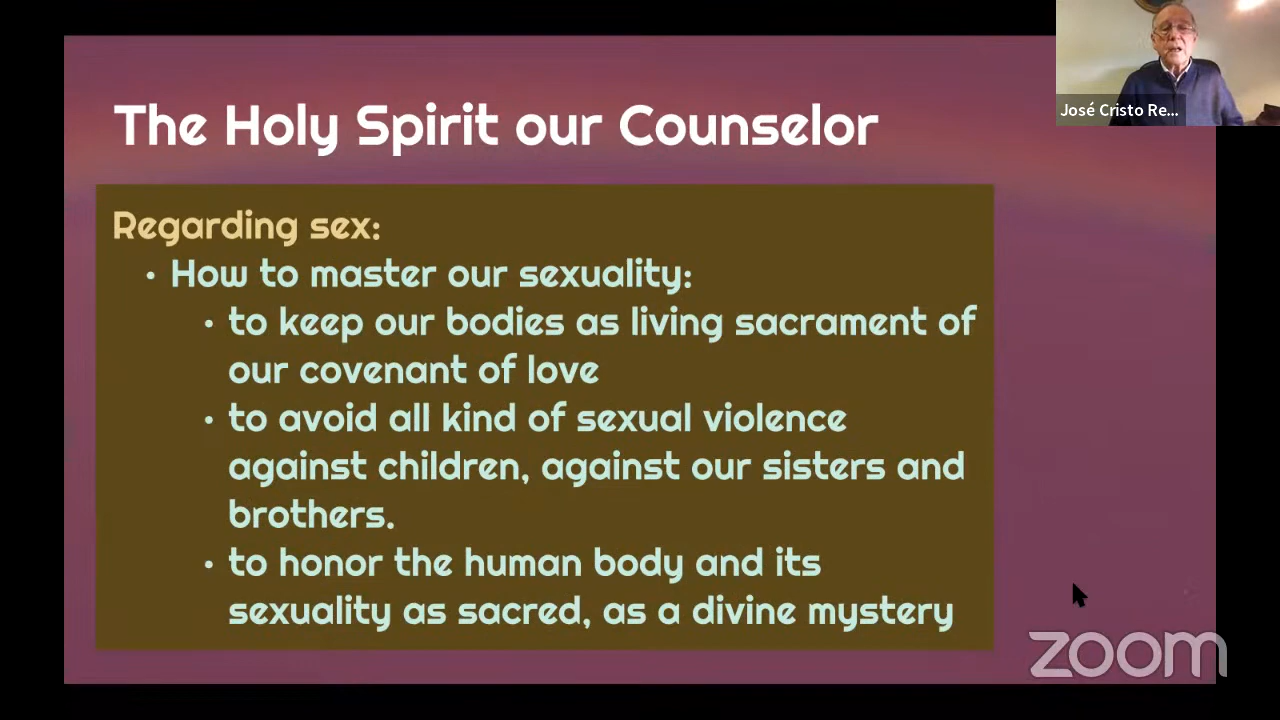 José Cristo Re...
The Holy Spirit our Counselor
Regarding sex:
• How to master our sexuality:
• to keep our bodies as living sacrament of
our covenant of love
• to avoid all kind of sexual violence
against children, against our sisters and
brothers.
• to honor the human body and its
sexuality as sacred, as a divine mystery
zoom